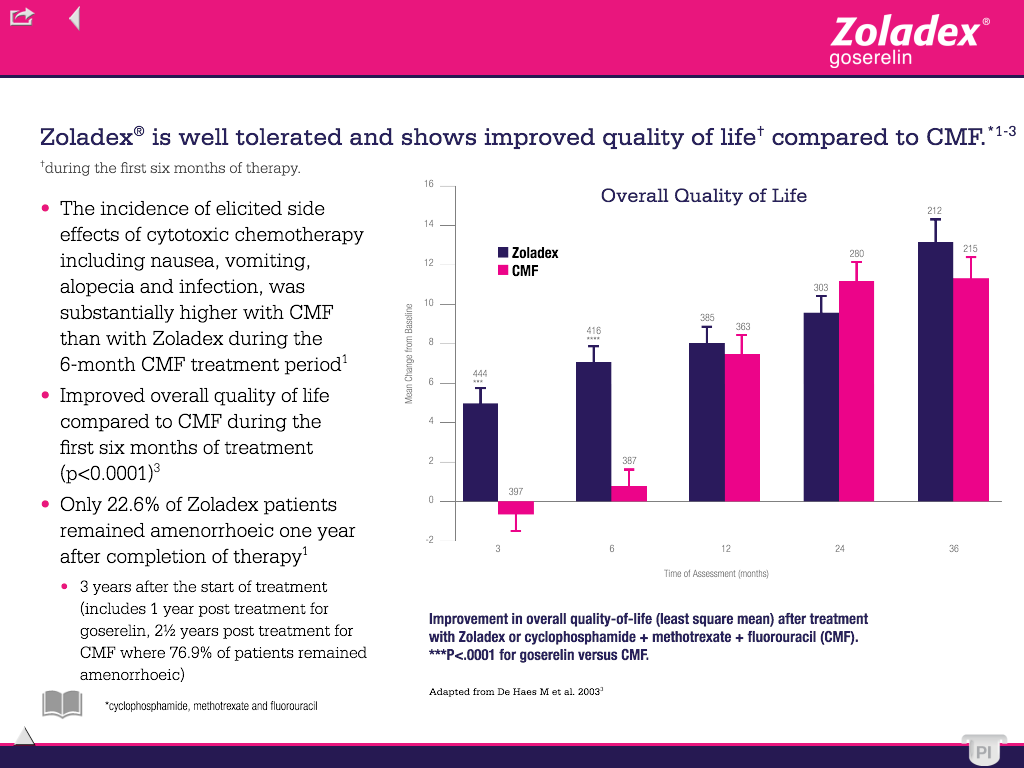 Zoladex®
goserelin
Zoladex® is well tolerated and shows improved quality of life† compared to CMF.*1-3
†during the first six months of therapy.
• The incidence of elicited side
effects of cytotoxic chemotherapy
including nausea, vomiting,
alopecia and infection, was
substantially higher with CMF
than with Zoladex during the
6-month CMF treatment period1
• Improved overall quality of life
compared to CMF during the
first six months of treatment
(p<0.0001)3
• Only 22.6% of Zoladex patients
remained amenorrhoeic one year
after completion of therapy1
• 3 years after the start of treatment
(includes 1 year post treatment for
goserelin, 2½ years post treatment for
CMF where 76.9% of patients remained
amenorrhoeic)
*cyclophosphamide, methotrexate and fluorouracil
Overall Quality of Life
Zoladex
CMF
Mean Change from Baseline
16
14
12
10
8
6
4
2
0
-2
444
***
397
416
****
387
385
363
303
280
212
215
3
6
12
24
36
Time of Assessment (months)
Improvement in overall quality-of-life (least square mean) after treatment
with Zoladex or cyclophosphamide + methotrexate + fluorouracil (CMF).
***P<.0001 for goserelin versus CMF.
Adapted from De Haes M et al. 20033
PI